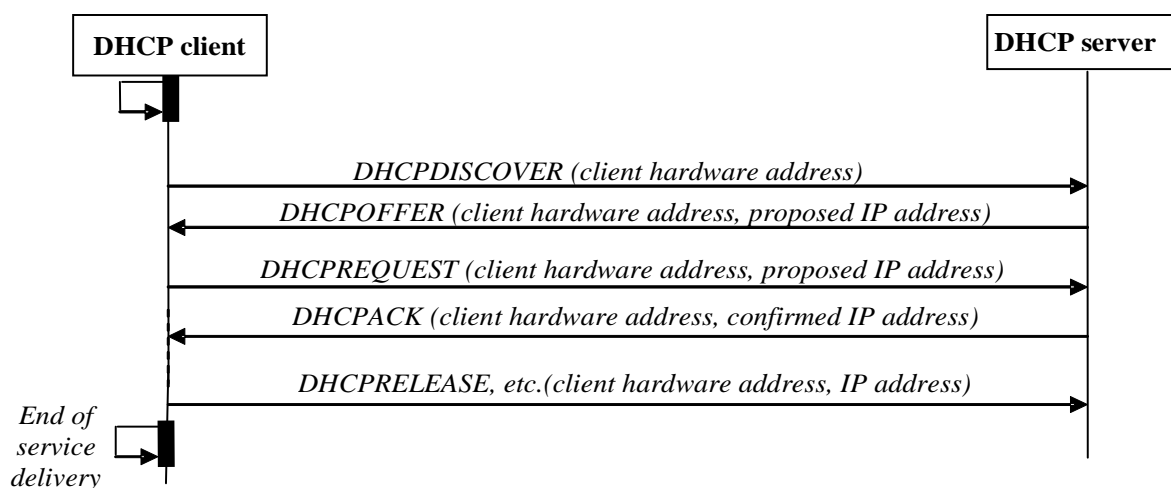 DHCP client
DHCP server
DHCPDISCOVER (client hardware address)
DHCPOFFER (client hardware address, proposed IP address)
DHCPREQUEST (client hardware address, proposed IP address)
DHCPACK (client hardware address, confirmed IP address)
DHCPRELEASE, etc.(client hardware address, IP address)
End of
service
delivery